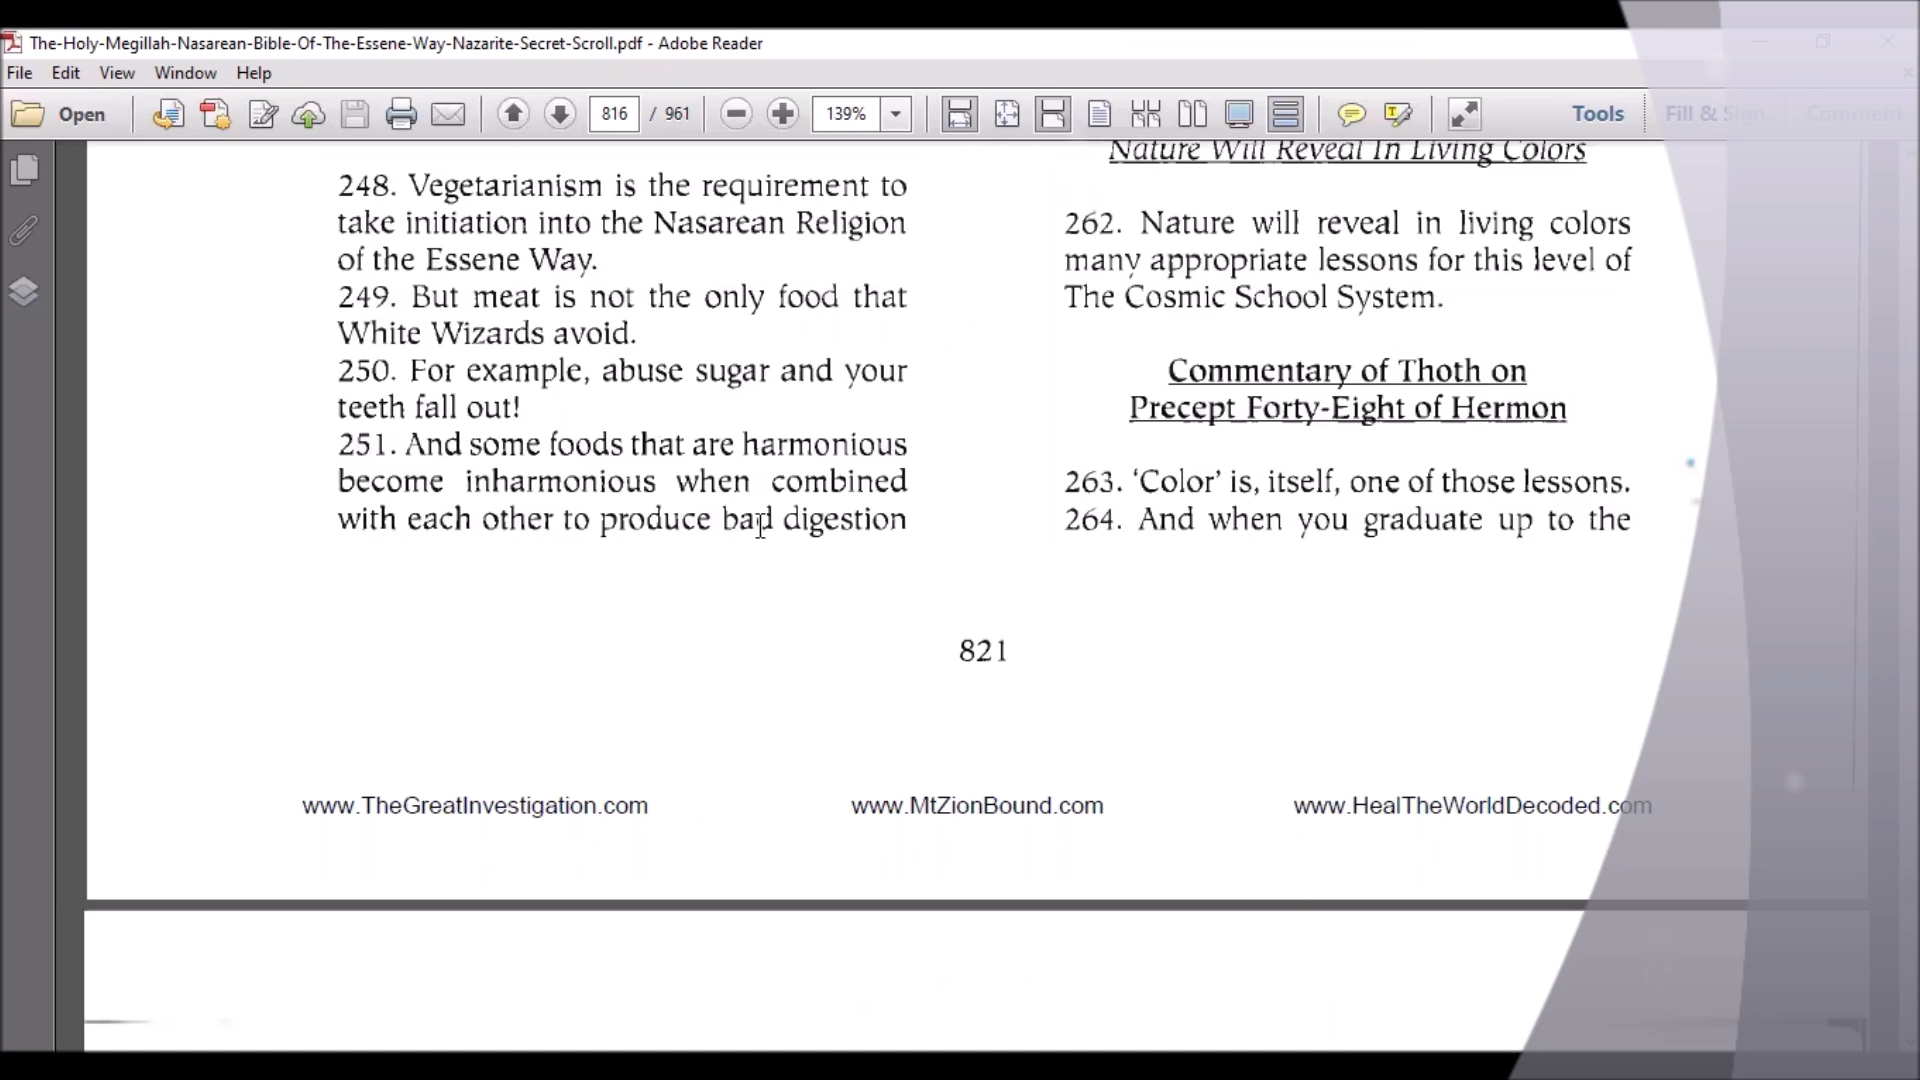 The-Holy-Megillah-Nasarean-Bible-Of-The-Essene-Way-Nazarite-Secret-Scroll.pdf - Adobe Reader
File Edit View Window Help
Open 816 / 961 139% Tools Fill & Sign Comment
248. Vegetarianism is the requirement to
take initiation into the Nasarean Religion
of the Essene Way.
249. But meat is not the only food that
White Wizards avoid.
250. For example, abuse sugar and your
teeth fall out!
251. And some foods that are harmonious
become inharmonious when combined
with each other to produce bad digestion
Nature Will Reveal In Living Colors
262. Nature will reveal in living colors
many appropriate lessons for this level of
The Cosmic School System.
Commentary of Thoth on
Precept Forty-Eight of Hermon
263. ‘Color’ is, itself, one of those lessons.
264. And when you graduate up to the
821
www.TheGreatInvestigation.com www.MtZionBound.com www.HealTheWorldDecoded.com